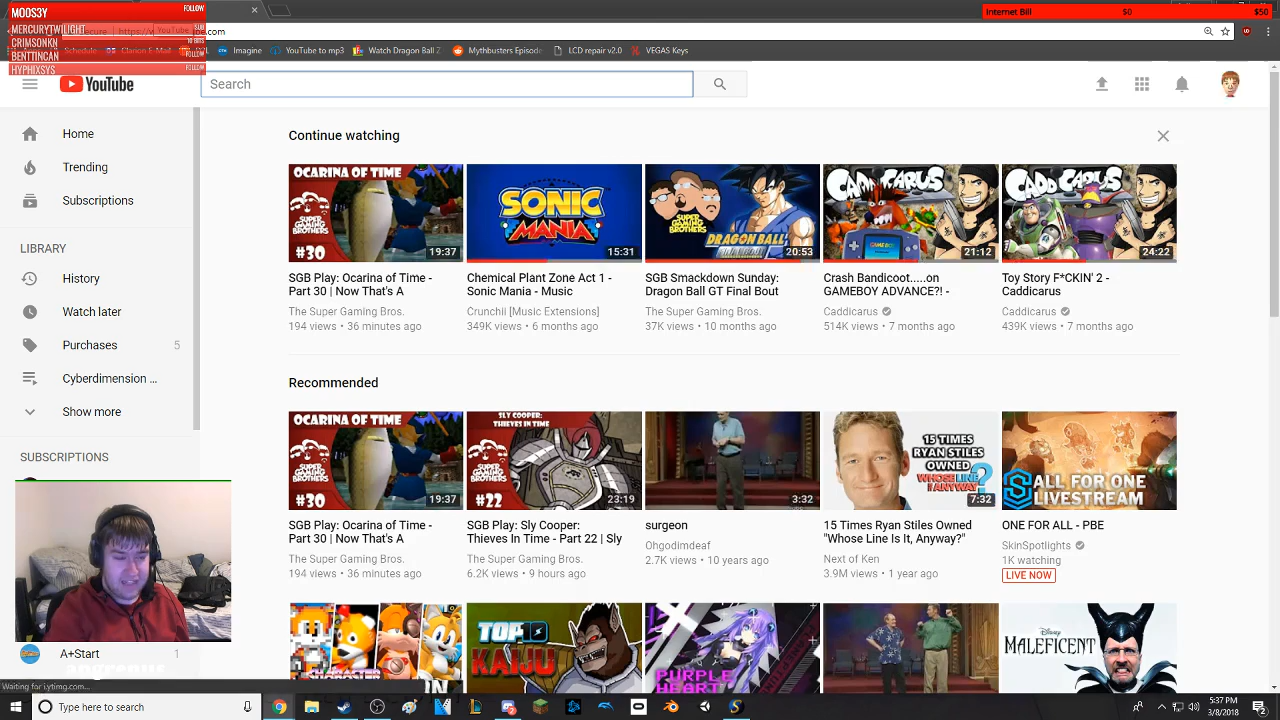 MOOS3Y FOLLOW
MERCURYTWILIGHT
CRIMSONKN 10 BITS
BENTTINCAN FOLLOW
HYPHIXSYS FOLLOW
Internet Bill $0 $50
Imagine YouTube to mp3 Watch Dragon Ball Z Mythbusters Episode LCD repair v2.0 VEGAS Keys
YouTube Search
Home
Trending
Subscriptions
LIBRARY
History
Watch later
Purchases 5
Cyberdimension ...
Show more
SUBSCRIPTIONS
A+Start 1
Continue watching
OCARINA OF TIME
SUPER GAMING BROTHERS
#30
19:37
SGB Play: Ocarina of Time -
Part 30 | Now That's A
The Super Gaming Bros.
194 views • 36 minutes ago
SONIC MANIA
15:31
Chemical Plant Zone Act 1 -
Sonic Mania - Music
Crunchii [Music Extensions]
349K views • 6 months ago
SUPER GAMING BROTHERS
DRAGON BALL
20:53
SGB Smackdown Sunday:
Dragon Ball GT Final Bout
The Super Gaming Bros.
37K views • 10 months ago
CADDICARUS
21:12
Crash Bandicoot.....on
GAMEBOY ADVANCE?! -
Caddicarus
514K views • 7 months ago
CADDICARUS
24:22
Toy Story F*CKIN' 2 -
Caddicarus
Caddicarus
439K views • 7 months ago
Recommended
OCARINA OF TIME
SUPER GAMING BROTHERS
#30
19:37
SGB Play: Ocarina of Time -
Part 30 | Now That's A
The Super Gaming Bros.
194 views • 36 minutes ago
SLY COOPER:
THIEVES IN TIME
SUPER GAMING BROTHERS
#22
23:19
SGB Play: Sly Cooper:
Thieves In Time - Part 22 | Sly
The Super Gaming Bros.
6.2K views • 9 hours ago
3:32
surgeon
Ohgodimdeaf
2.7K views • 10 years ago
15 TIMES
RYAN STILES
OWNED
WHOSE LINE
IS IT, ANYWAY?
7:32
15 Times Ryan Stiles Owned
"Whose Line Is It, Anyway?"
Next of Ken
3.9M views • 1 year ago
ALL FOR ONE
LIVESTREAM
ONE FOR ALL - PBE
SkinSpotlights
1K watching
LIVE NOW
TOP 10
KAIJU
PURPLE
HEART
Disney
MALEFICENT
Waiting for i.ytimg.com...
Type here to search
5:37 PM
3/8/2018
2